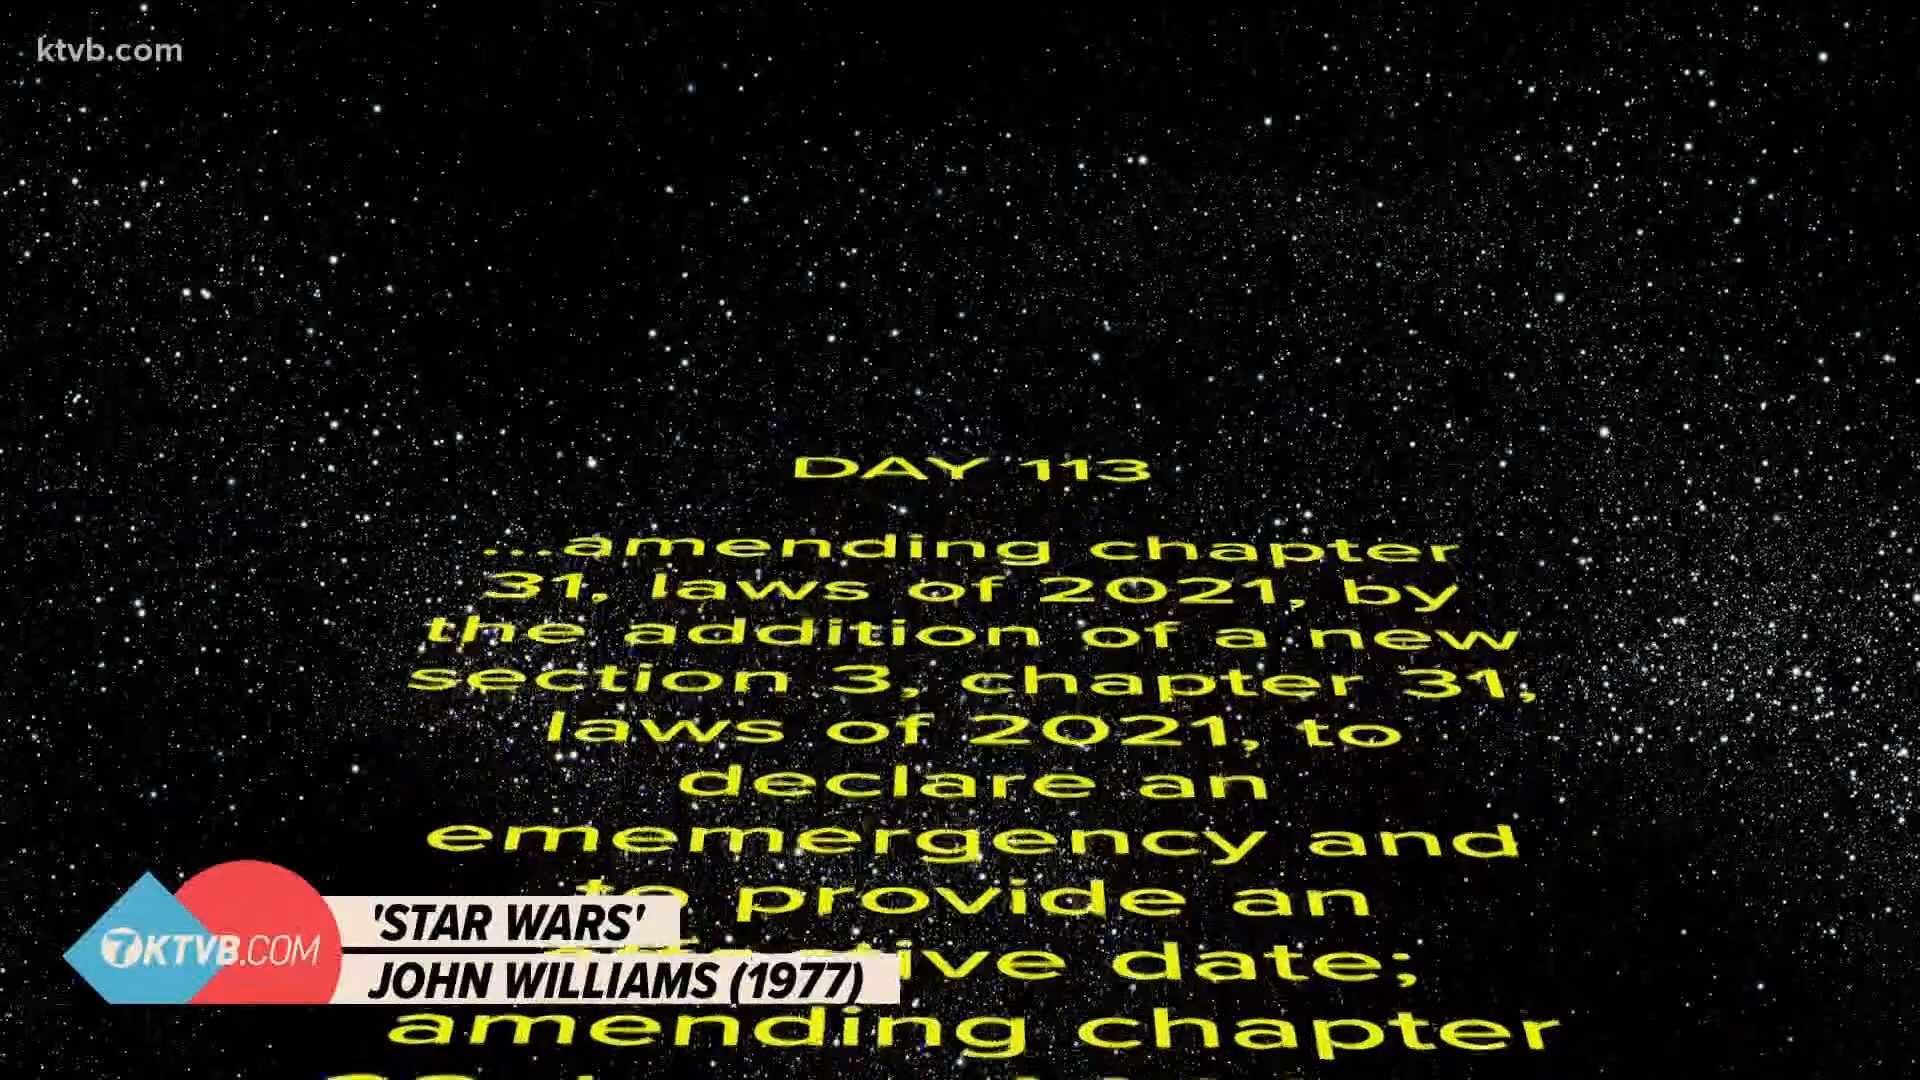 ktvb.com
DAY 113
...amending chapter
31, laws of 2021, by
the addition of a new
section 3, chapter 31,
laws of 2021, to
declare an
ememergency and
to provide an
date;
amending chapter
7KTVB.COM
'STAR WARS'
JOHN WILLIAMS (1977)